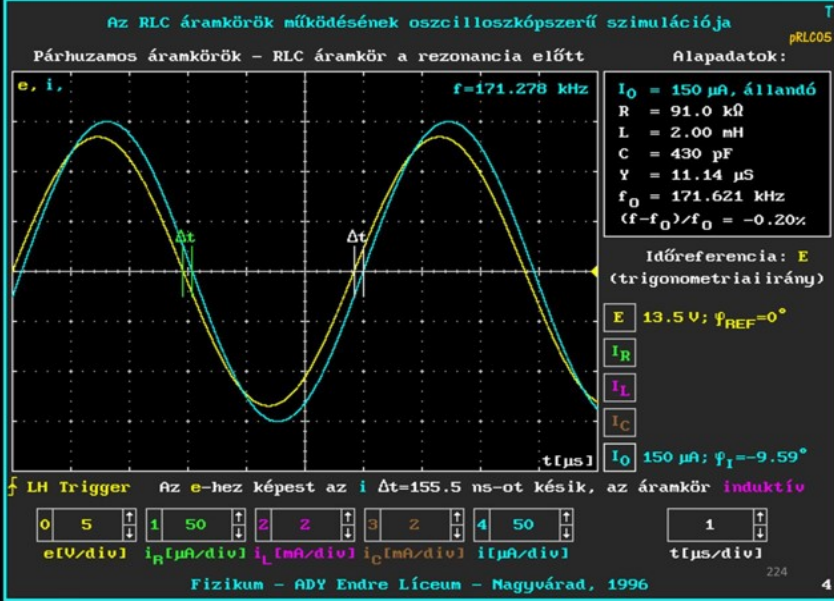 Az RLC áramkörök működésének oszcilloszkópszerű szimulációja
T
pRLC05
Párhuzamos áramkörök – RLC áramkör a rezonancia előtt
Alapadatok:
e, i,
f=171.278 kHz
I₀ = 150 µA, állandó
R = 91.0 kΩ
L = 2.00 mH
C = 430 pF
Y = 11.14 µS
f₀ = 171.621 kHz
(f-f₀)/f₀ = -0.20%
Δt
Δt
Időreferencia: E
(trigonometriai irány)
E 13.5 V; φREF=0°
IR
IL
IC
I₀ 150 µA; φI=-9.59°
t[µs]
LH Trigger Az e-hez képest az i Δt=155.5 ns-ot késik, az áramkör induktív
0 5 1 50 2 2 3 2 4 50 1
e[V/div] iR[µA/div] iL[mA/div] iC[mA/div] i[µA/div] t[µs/div]
224
Fizikum – ADY Endre Líceum – Nagyvárad, 1996
4